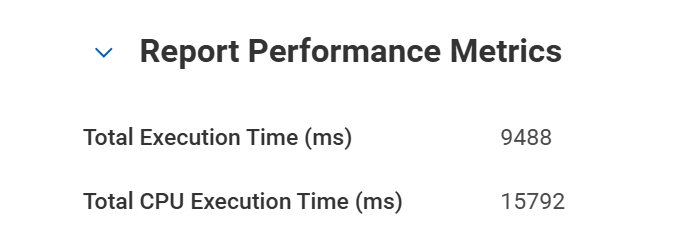 Report Performance Metrics
Total Execution Time (ms) 9488
Total CPU Execution Time (ms) 15792